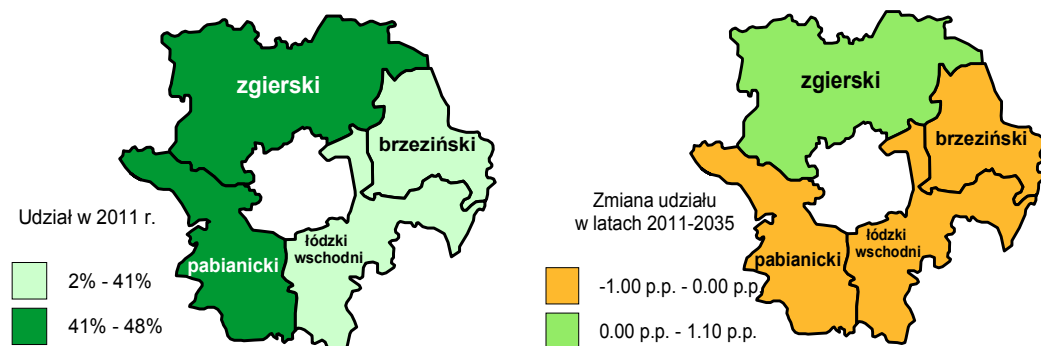 zgierski
brzeziński
Udział w 2011 r.
łódzki
wschodni
pabianicki
2% - 41%
41% - 48%
zgierski
brzeziński
Zmiana udziału
w latach 2011-2035
łódzki
wschodni
pabianicki
-1.00 p.p. - 0.00 p.p.
0.00 p.p. - 1.10 p.p.